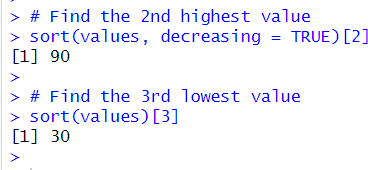 > # Find the 2nd highest value
> sort(values, decreasing = TRUE)[2]
[1] 90
>
> # Find the 3rd lowest value
> sort(values)[3]
[1] 30
>